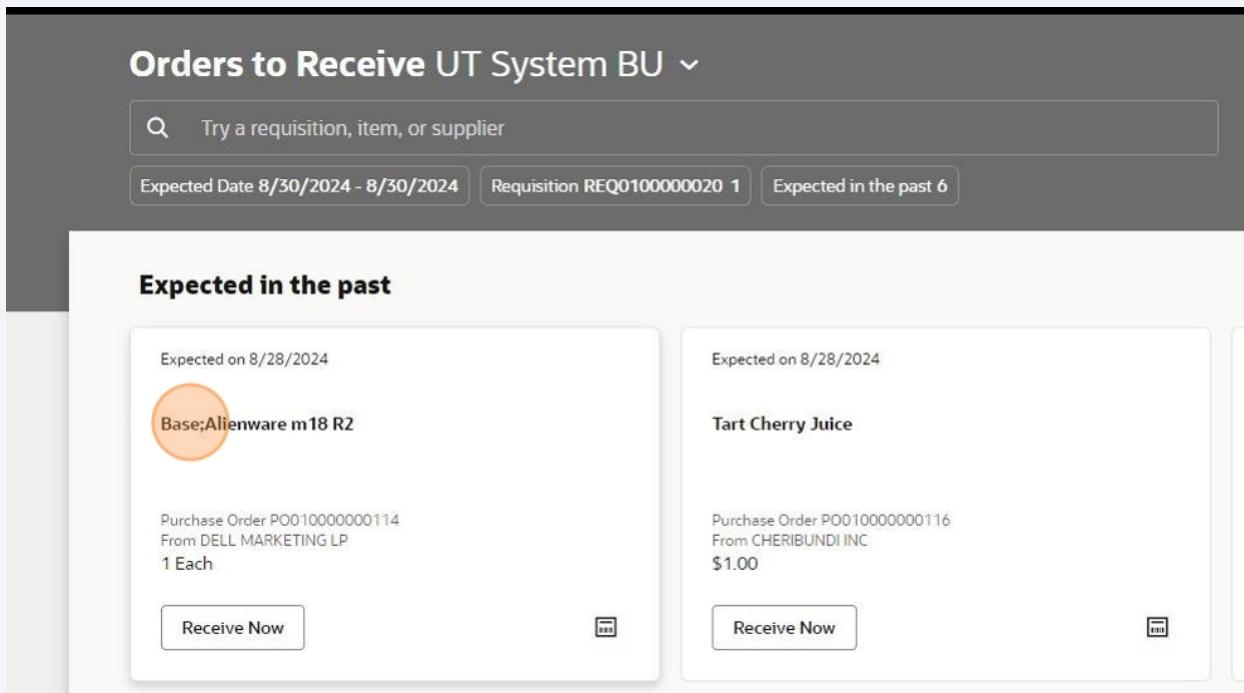 Orders to Receive UT System BU
Try a requisition, item, or supplier
Expected Date 8/30/2024 - 8/30/2024 Requisition REQ0100000020 1 Expected in the past 6
Expected in the past
Expected on 8/28/2024
Base;Alienware m18 R2
Purchase Order PO010000000114
From DELL MARKETING LP
1 Each
Receive Now
Expected on 8/28/2024
Tart Cherry Juice
Purchase Order PO010000000116
From CHERIBUNDI INC
$1.00
Receive Now